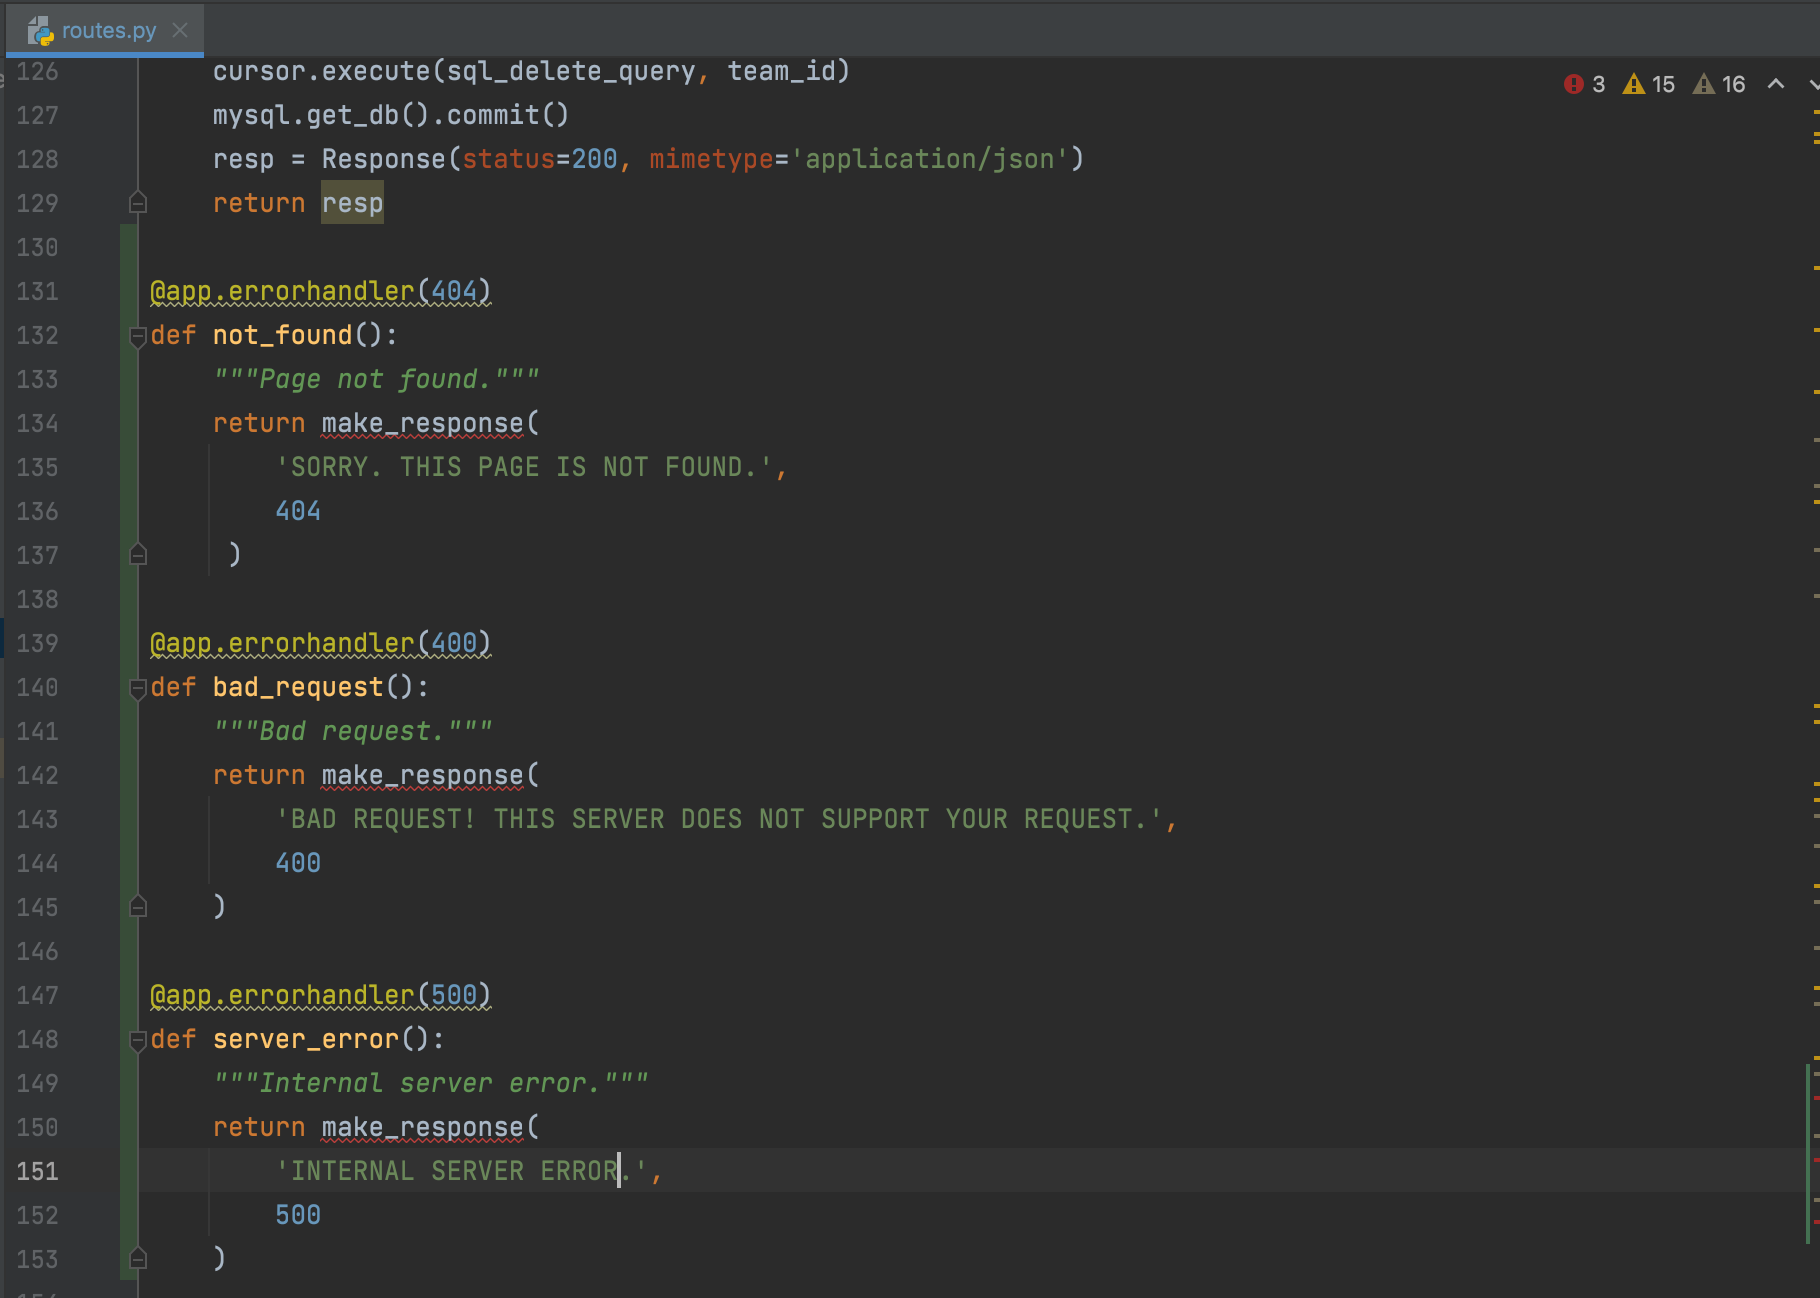 routes.py
3 15 16
126 cursor.execute(sql_delete_query, team_id)
127 mysql.get_db().commit()
128 resp = Response(status=200, mimetype='application/json')
129 return resp
130
131 @app.errorhandler(404)
132 def not_found():
133 """Page not found."""
134 return make_response(
135 'SORRY. THIS PAGE IS NOT FOUND.',
136 404
137 )
138
139 @app.errorhandler(400)
140 def bad_request():
141 """Bad request."""
142 return make_response(
143 'BAD REQUEST! THIS SERVER DOES NOT SUPPORT YOUR REQUEST.',
144 400
145 )
146
147 @app.errorhandler(500)
148 def server_error():
149 """Internal server error."""
150 return make_response(
151 'INTERNAL SERVER ERROR.',
152 500
153 )